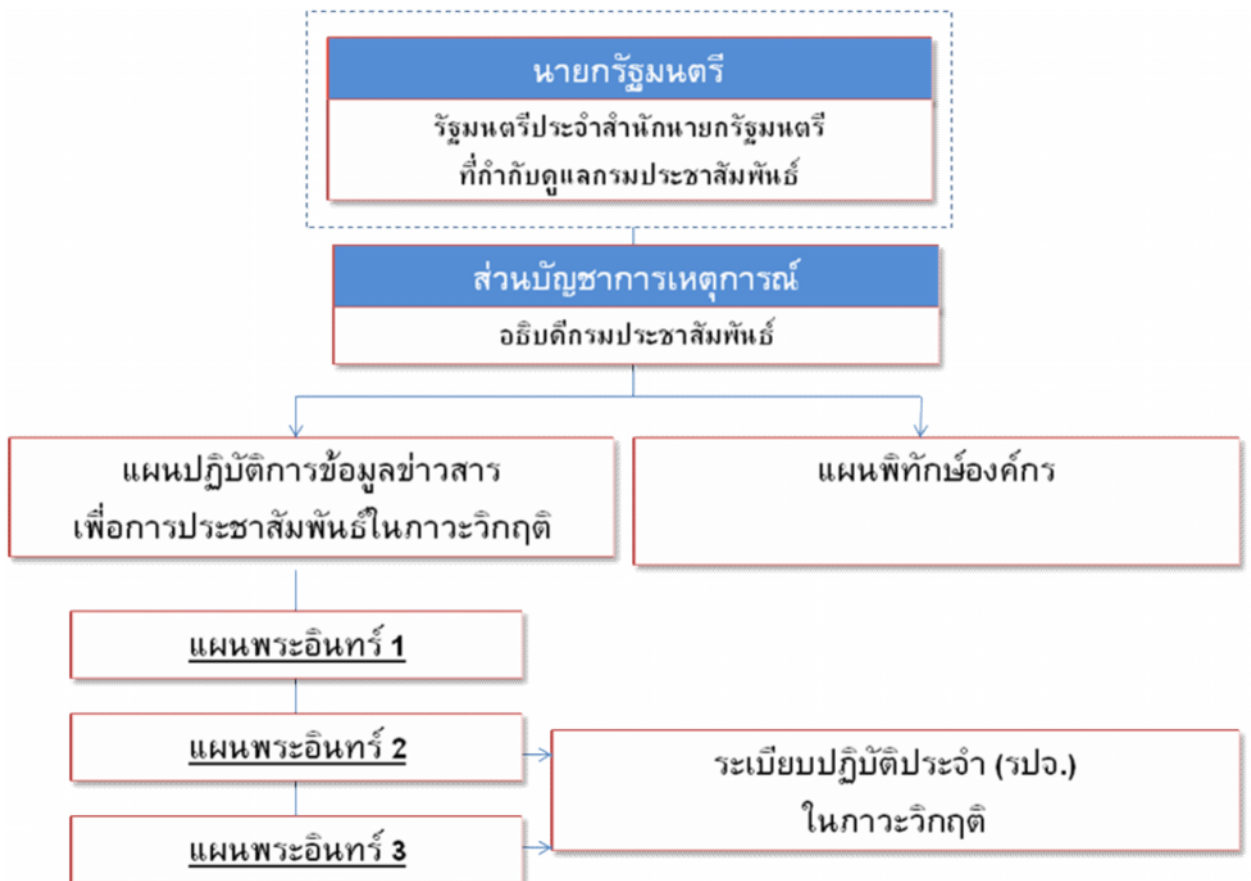 นายกรัฐมนตรี
รัฐมนตรีประจำสำนักนายกรัฐมนตรี
ที่กำกับดูแลกรมประชาสัมพันธ์
ส่วนบัญชาการเหตุการณ์
อธิบดีกรมประชาสัมพันธ์
แผนปฏิบัติการข้อมูลข่าวสาร
เพื่อการประชาสัมพันธ์ในภาวะวิกฤติ
แผนพิทักษ์องค์กร
แผนพระอินทร์ 1
แผนพระอินทร์ 2
แผนพระอินทร์ 3
ระเบียบปฏิบัติประจำ (รปจ.)
ในภาวะวิกฤติ